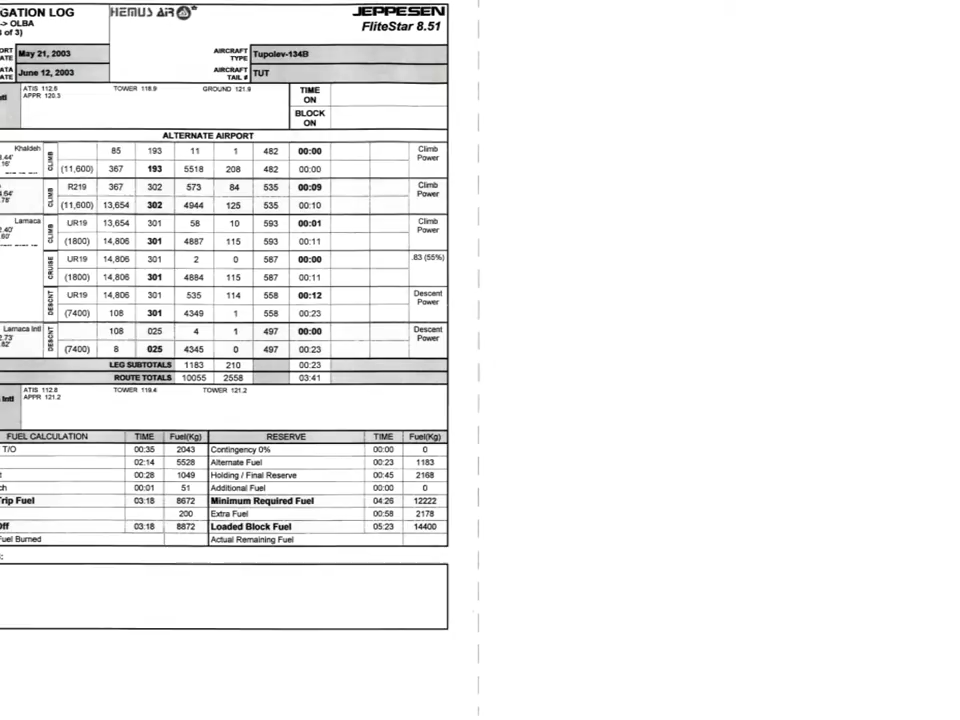 GATION LOG HEMUS AIR JEPPESEN
-> OLBA FliteStar 8.51
of 3)
ORT May 21, 2003 AIRCRAFT Tupolev-134B
ATE TYPE
ATA June 12, 2003 AIRCRAFT TUT
ATE TAIL #
ntl ATIS 112.6 TOWER 118.9 GROUND 121.9 TIME ON
APPR 120.3
BLOCK ON
ALTERNATE AIRPORT
Khaldeh CLIMB 85 193 11 1 482 00:00 Climb Power
(11,600) 367 193 5518 208 482 00:00
CLIMB R219 367 302 573 84 535 00:09 Climb Power
(11,600) 13,654 302 4944 125 535 00:10
Larnaca CLIMB UR19 13,654 301 58 10 593 00:01 Climb Power
(1800) 14,806 301 4887 115 593 00:11
CRUISE UR19 14,806 301 2 0 587 00:00 .83 (55%)
(1800) 14,806 301 4884 115 587 00:11
DESCNT UR19 14,806 301 535 114 558 00:12 Descent Power
(7400) 108 301 4349 1 558 00:23
Larnaca Intl DESCNT 108 025 4 1 497 00:00 Descent Power
(7400) 8 025 4345 0 497 00:23
LEG SUBTOTALS 1183 210 00:23
ROUTE TOTALS 10055 2558 03:41
Intl ATIS 112.8 TOWER 119.4 TOWER 121.2
APPR 121.2
FUEL CALCULATION TIME Fuel(Kg) RESERVE TIME Fuel(Kg)
T/O 00:35 2043 Contingency 0% 00:00 0
02:14 5528 Alternate Fuel 00:23 1183
t 00:28 1049 Holding / Final Reserve 00:45 2168
ch 00:01 51 Additional Fuel 00:00 0
Trip Fuel 03:18 8672 Minimum Required Fuel 04:26 12222
200 Extra Fuel 00:58 2178
Off 03:18 8872 Loaded Block Fuel 05:23 14400
Fuel Burned Actual Remaining Fuel
: